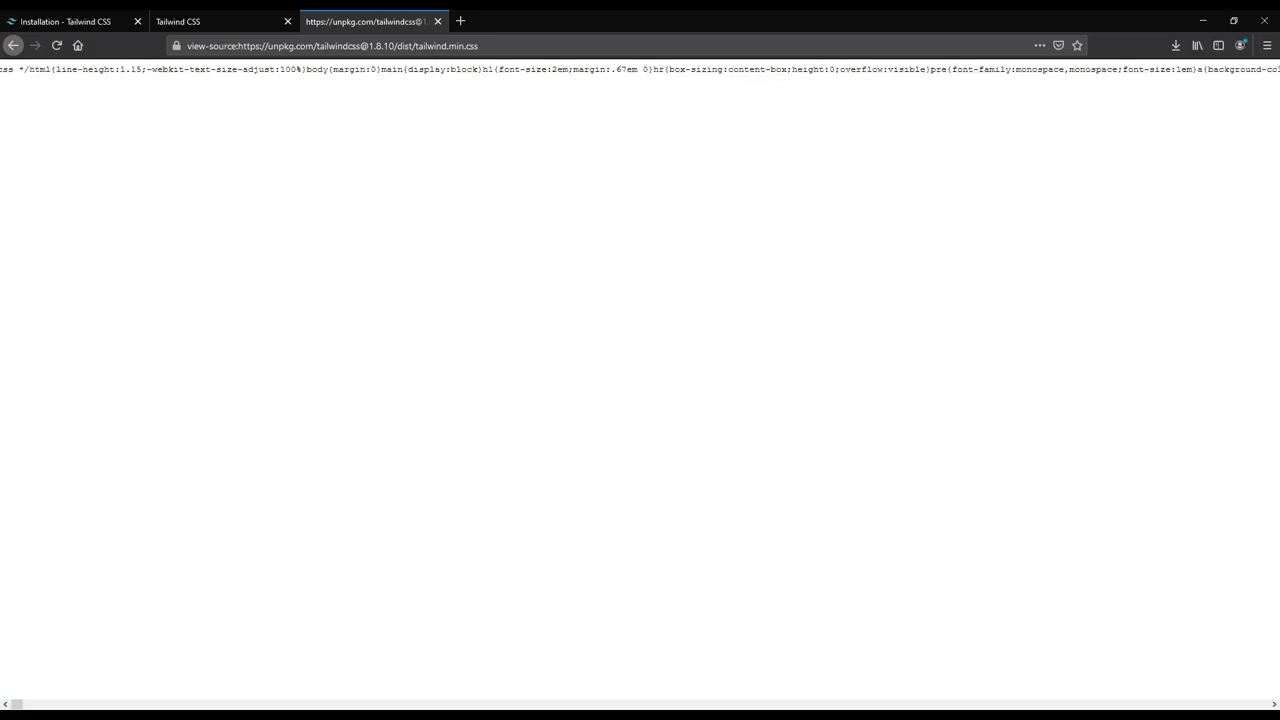 Installation - Tailwind CSS
Tailwind CSS
https://unpkg.com/tailwindcss@1
view-source:https://unpkg.com/tailwindcss@1.8.10/dist/tailwind.min.css
css */html{line-height:1.15;-webkit-text-size-adjust:100%}body{margin:0}main{display:block}h1{font-size:2em;margin:.67em 0}hr{box-sizing:content-box;height:0;overflow:visible}pre{font-family:monospace,monospace;font-size:1em}a{background-col